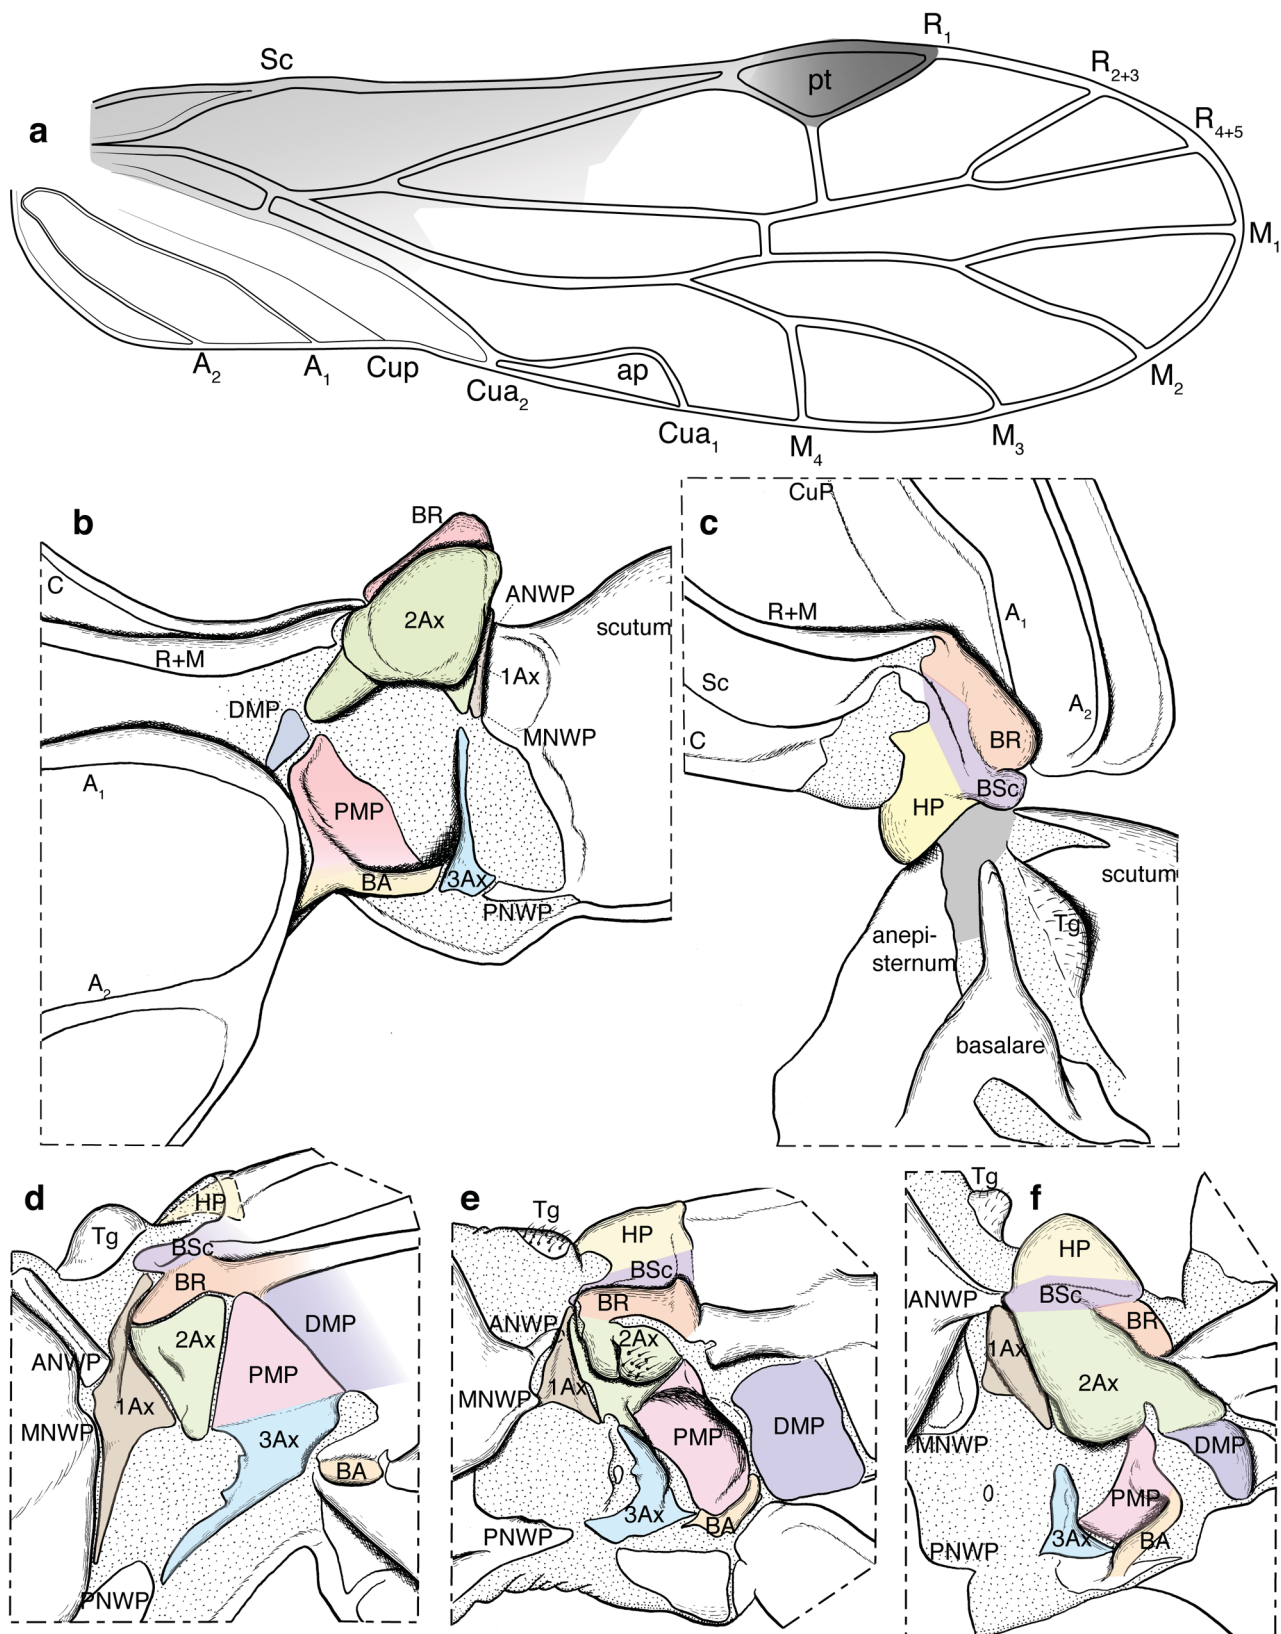 a
Sc
pt
R1
R2+3
R4+5
M1
M2
M3
M4
Cua1
ap
Cua2
Cup
A1
A2
b
BR
C
2Ax
ANWP
scutum
R+M
1Ax
DMP
MNWP
A1
PMP
BA
3Ax
PNWP
A2
c
CuP
R+M
A1
Sc
A2
C
BR
BSc
HP
scutum
Tg
anepi-
sternum
basalare
d
HP
Tg
BSc
BR
2Ax
DMP
ANWP
PMP
1Ax
MNWP
3Ax
BA
PNWP
e
Tg
HP
BSc
BR
ANWP
2Ax
1Ax
MNWP
PMP
DMP
3Ax
BA
PNWP
f
Tg
HP
ANWP
BSc
BR
1Ax
2Ax
MNWP
DMP
PMP
3Ax
BA
PNWP